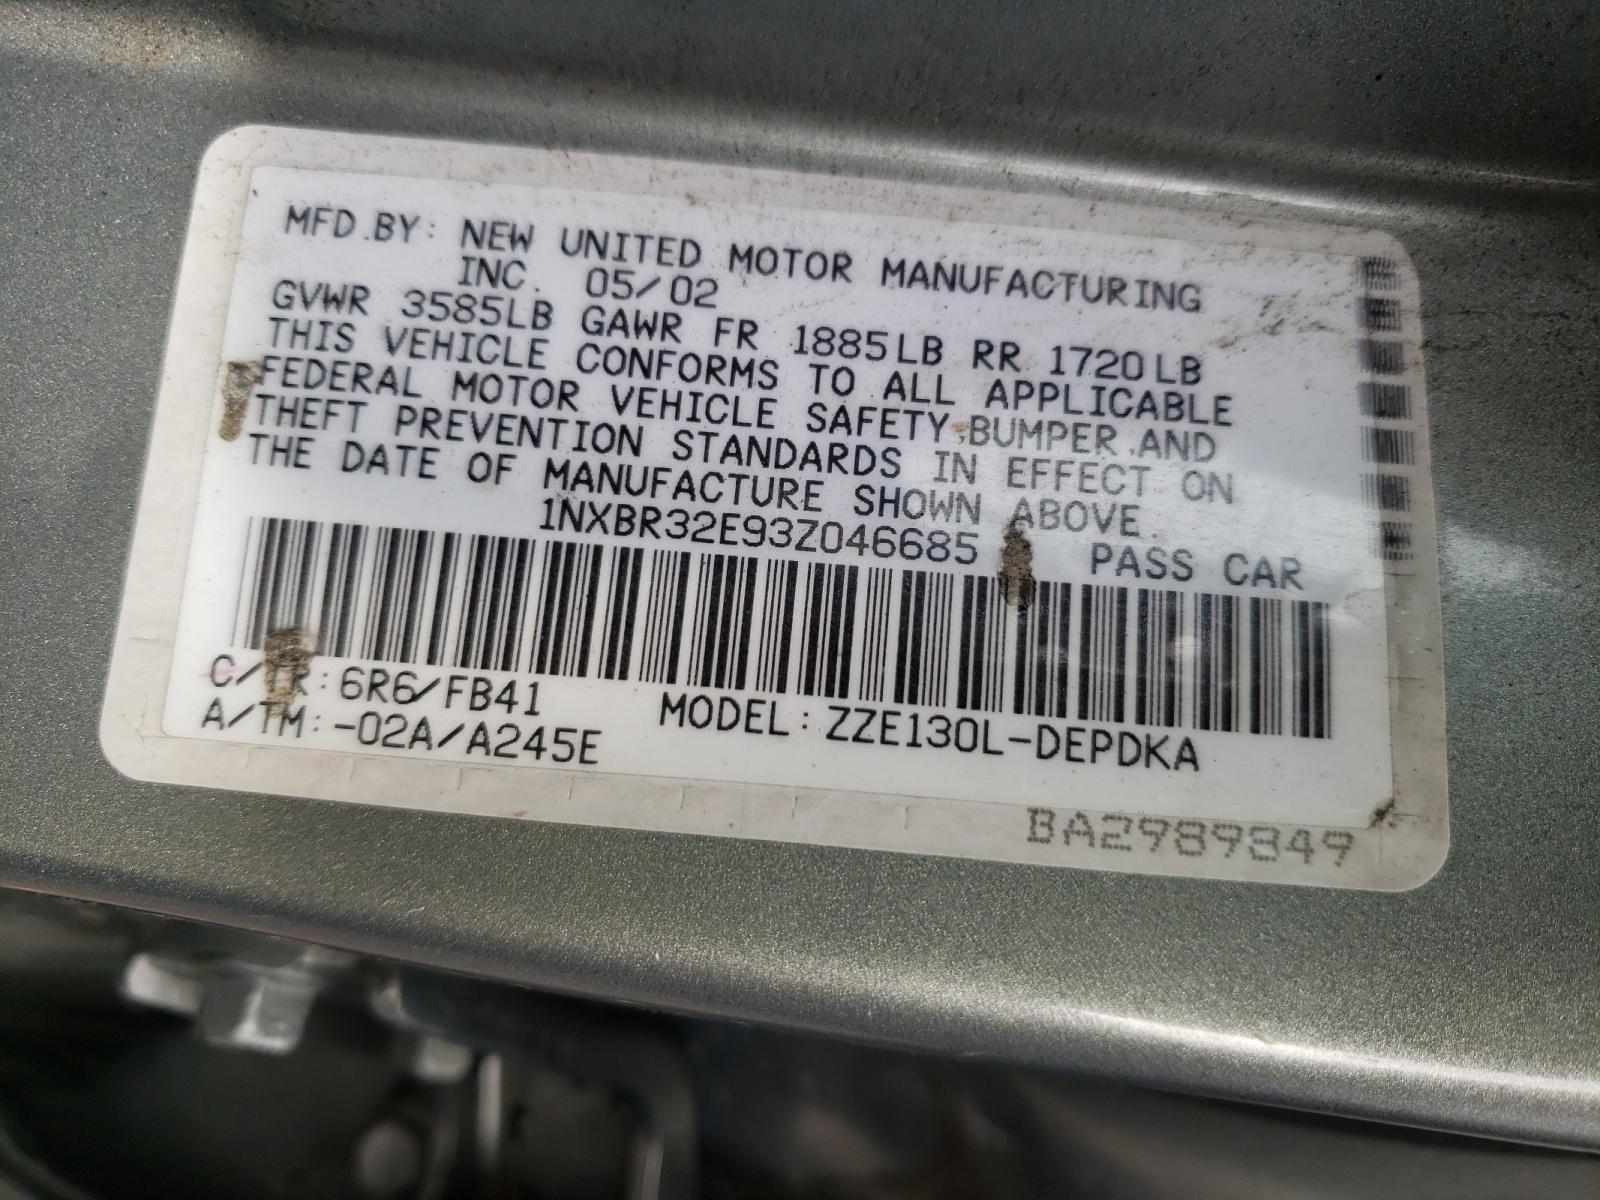 MFD.BY: NEW UNITED MOTOR MANUFACTURING
INC. 05/02
GVWR 3585LB GAWR FR 1885LB RR 1720LB
THIS VEHICLE CONFORMS TO ALL APPLICABLE
FEDERAL MOTOR VEHICLE SAFETY,BUMPER,AND
THEFT PREVENTION STANDARDS IN EFFECT ON
THE DATE OF MANUFACTURE SHOWN ABOVE.
1NXBR32E93Z046685 PASS CAR
C/TR: 6R6/FB41
A/TM: -02A/A245E
MODEL: ZZE130L-DEPDKA
BA2989849